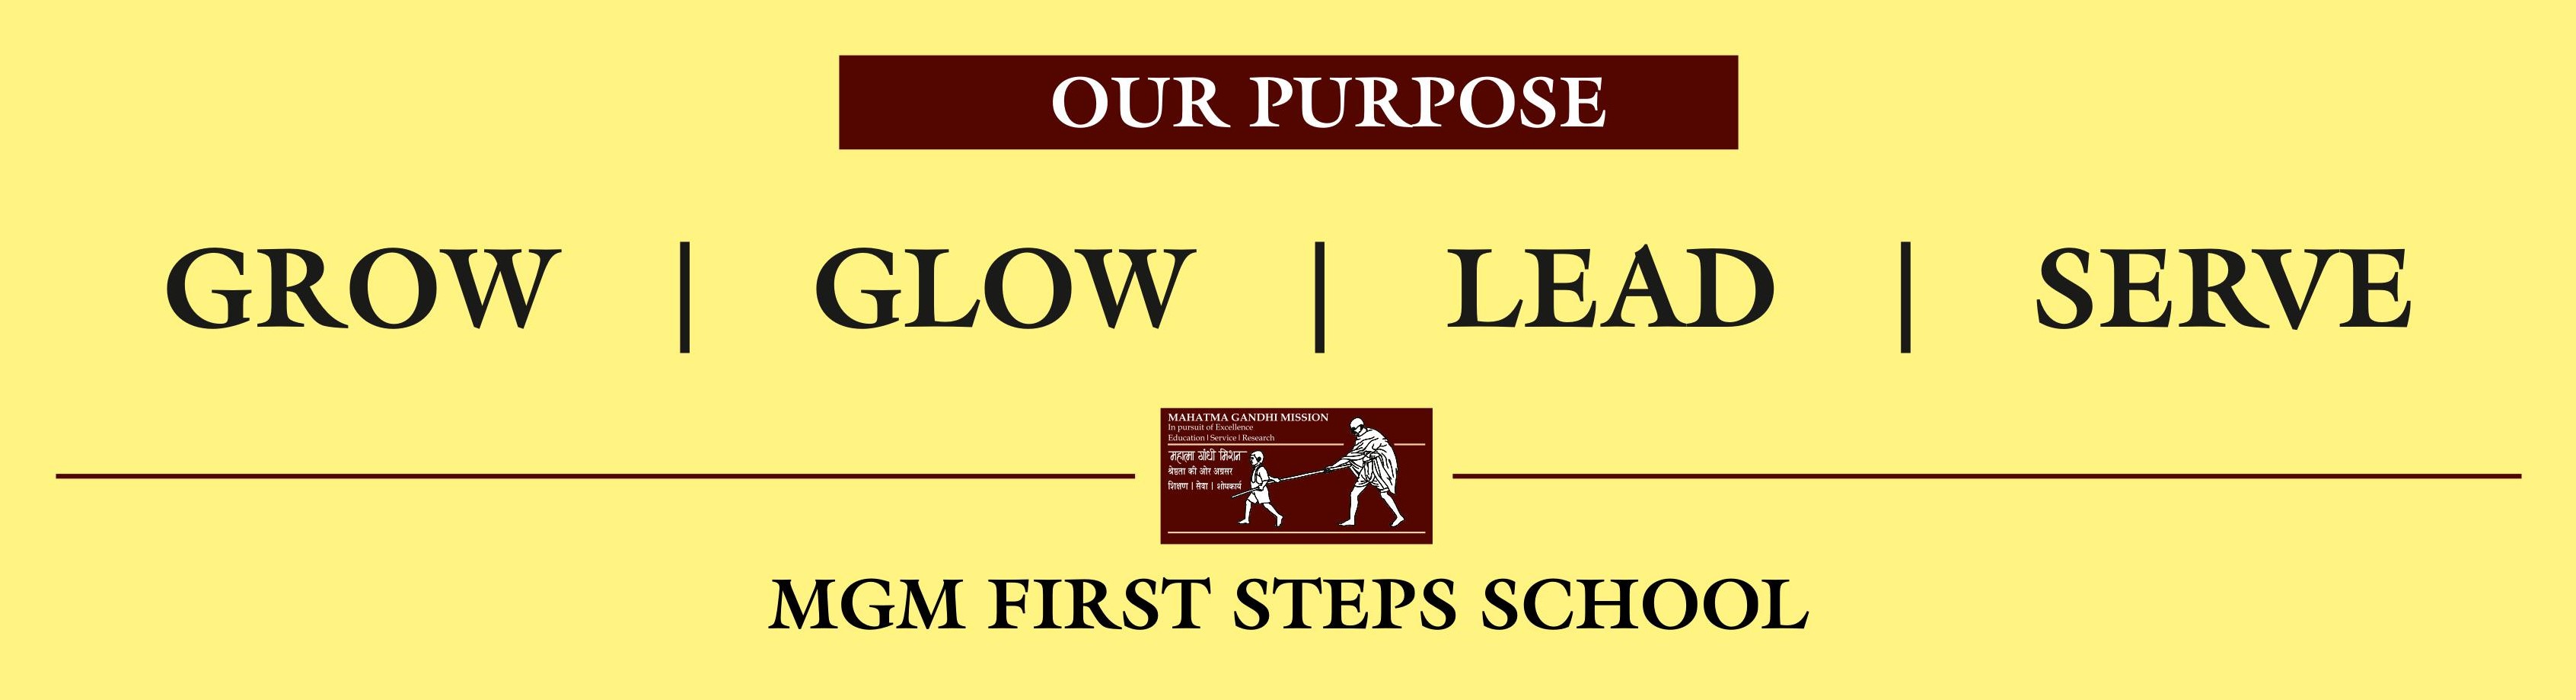 OUR PURPOSE
GROW | GLOW | LEAD | SERVE
MAHATMA GANDHI MISSION
In pursuit of Excellence
Education | Service | Research
महात्मा गाँधी मिशन
श्रेष्ठता की ओर अग्रसर
शिक्षण | सेवा | शोधकार्य
MGM FIRST STEPS SCHOOL